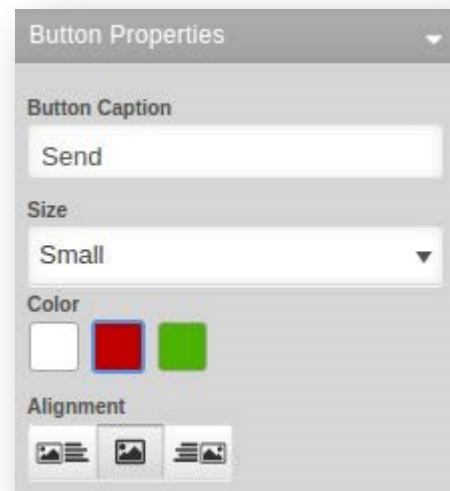 Button Properties
Button Caption
Send
Size
Small
Color
Alignment